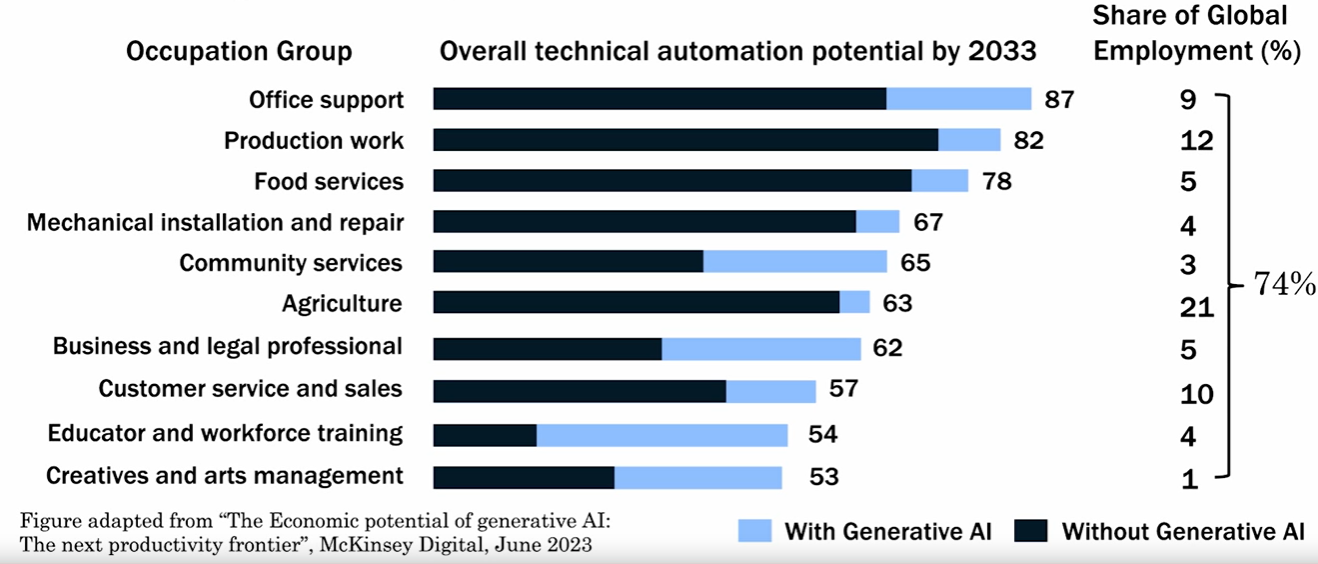 Share of Global
Occupation Group Overall technical automation potential by 2033 Employment (%)
Office support 87 9
Production work 82 12
Food services 78 5
Mechanical installation and repair 67 4
Community services 65 3
74%
Agriculture 63 21
Business and legal professional 62 5
Customer service and sales 57 10
Educator and workforce training 54 4
Creatives and arts management 53 1
Figure adapted from “The Economic potential of generative AI:
The next productivity frontier”, McKinsey Digital, June 2023
With Generative AI Without Generative AI